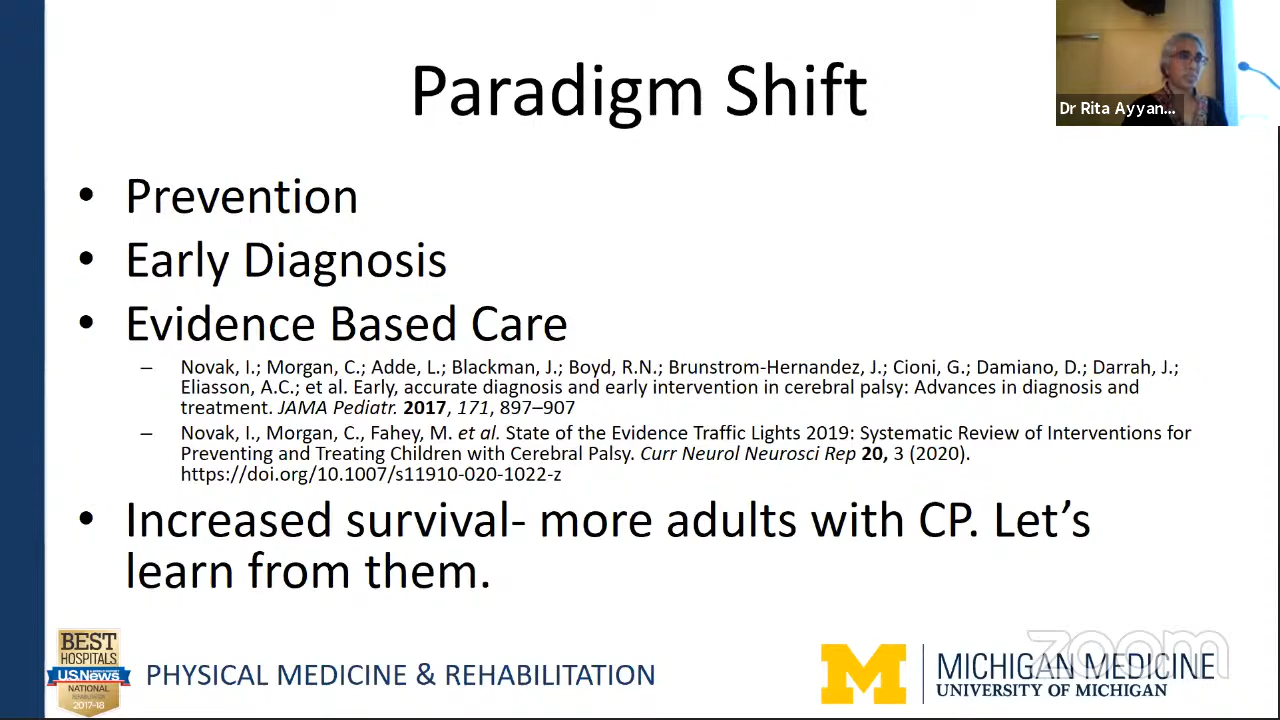 Paradigm Shift
Dr Rita Ayyan...
• Prevention
• Early Diagnosis
• Evidence Based Care
– Novak, I.; Morgan, C.; Adde, L.; Blackman, J.; Boyd, R.N.; Brunstrom-Hernandez, J.; Cioni, G.; Damiano, D.; Darrah, J.;
Eliasson, A.C.; et al. Early, accurate diagnosis and early intervention in cerebral palsy: Advances in diagnosis and
treatment. JAMA Pediatr. 2017, 171, 897–907
– Novak, I., Morgan, C., Fahey, M. et al. State of the Evidence Traffic Lights 2019: Systematic Review of Interventions for
Preventing and Treating Children with Cerebral Palsy. Curr Neurol Neurosci Rep 20, 3 (2020).
https://doi.org/10.1007/s11910-020-1022-z
• Increased survival- more adults with CP. Let’s
learn from them.
BEST
HOSPITALS
U.S.News
NATIONAL
REHABILITATION
2017-18
PHYSICAL MEDICINE & REHABILITATION
M
MICHIGAN MEDICINE
UNIVERSITY OF MICHIGAN
zoom